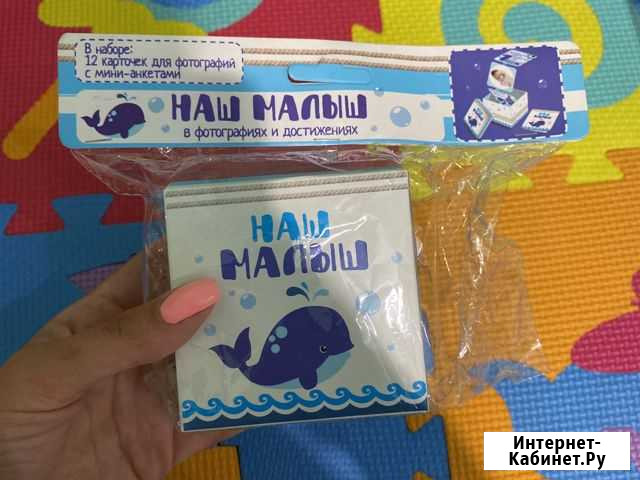 В наборе:
12 карточек для фотографий
с мини-анкетами
НАШ МАЛЫШ
в фотографиях и достижениях
НАШ
МАЛЫШ
Интернет-
Кабинет.Ру